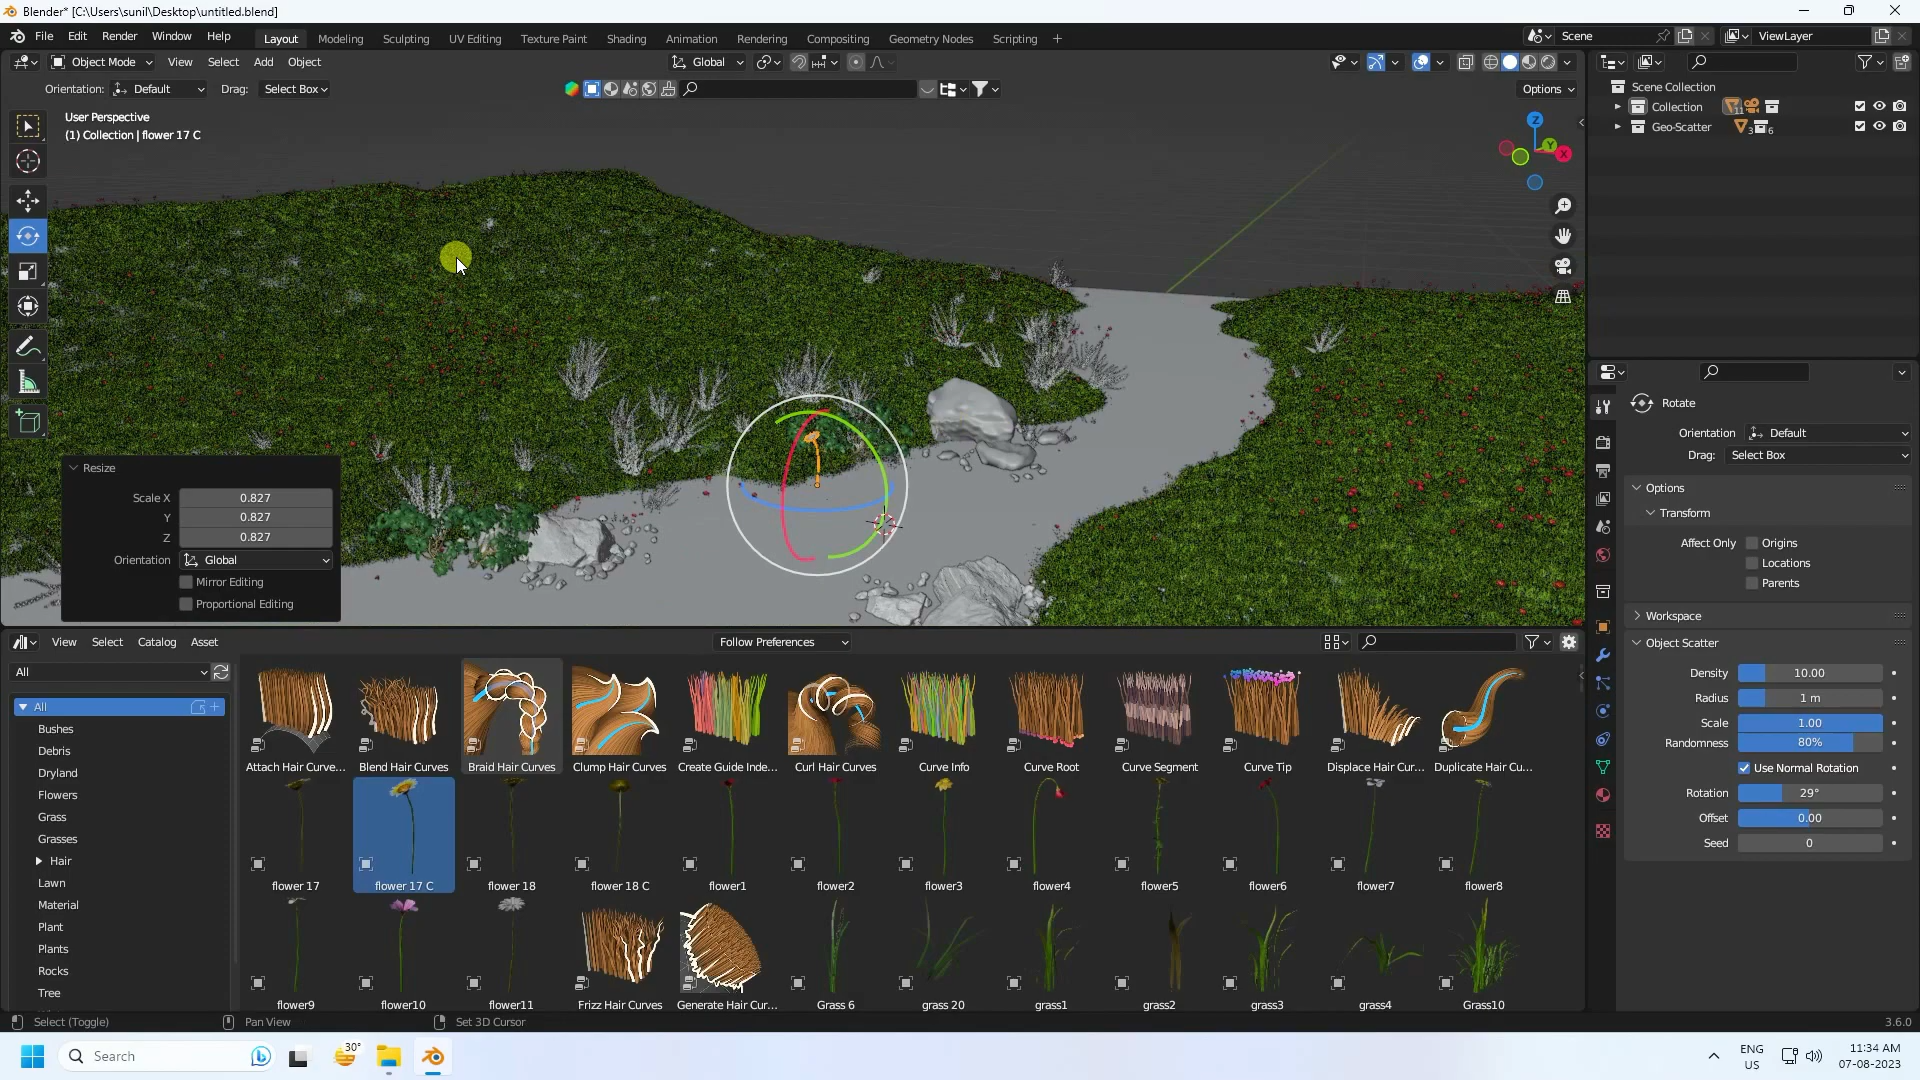 Blender* [C:\Users\sunil\Desktop\untitled.blend]
File Edit Render Window Help Layout Modeling Sculpting UV Editing Texture Paint Shading Animation Rendering Compositing Geometry Nodes Scripting + Scene ViewLayer
Object Mode View Select Add Object Global
Orientation: Default Drag: Select Box Options
User Perspective
(1) Collection | flower 17 C
Z
Y
X
Scene Collection
Collection 11
Geo-Scatter 3 6
Rotate
Orientation Default
Drag: Select Box
Options
Transform
Affect Only Origins
Locations
Parents
Workspace
Object Scatter
Density 10.00
Radius 1 m
Scale 1.00
Randomness 80%
Use Normal Rotation
Rotation 29°
Offset 0.00
Seed 0
Resize
Scale X 0.827
Y 0.827
Z 0.827
Orientation Global
Mirror Editing
Proportional Editing
View Select Catalog Asset Follow Preferences
All
All
Bushes
Debris
Dryland
Flowers
Grass
Grasses
Hair
Lawn
Material
Plant
Plants
Rocks
Tree
Attach Hair Curve... Blend Hair Curves Braid Hair Curves Clump Hair Curves Create Guide Inde... Curl Hair Curves Curve Info Curve Root Curve Segment Curve Tip Displace Hair Cur... Duplicate Hair Cu...
flower 17 flower 17 C flower 18 flower 18 C flower1 flower2 flower3 flower4 flower5 flower6 flower7 flower8
flower9 flower10 flower11 Frizz Hair Curves Generate Hair Cur... Grass 6 grass 20 grass1 grass2 grass3 grass4 Grass10
Select (Toggle) Pan View Set 3D Cursor 3.6.0
Search 30° ENG
US
11:34 AM
07-08-2023